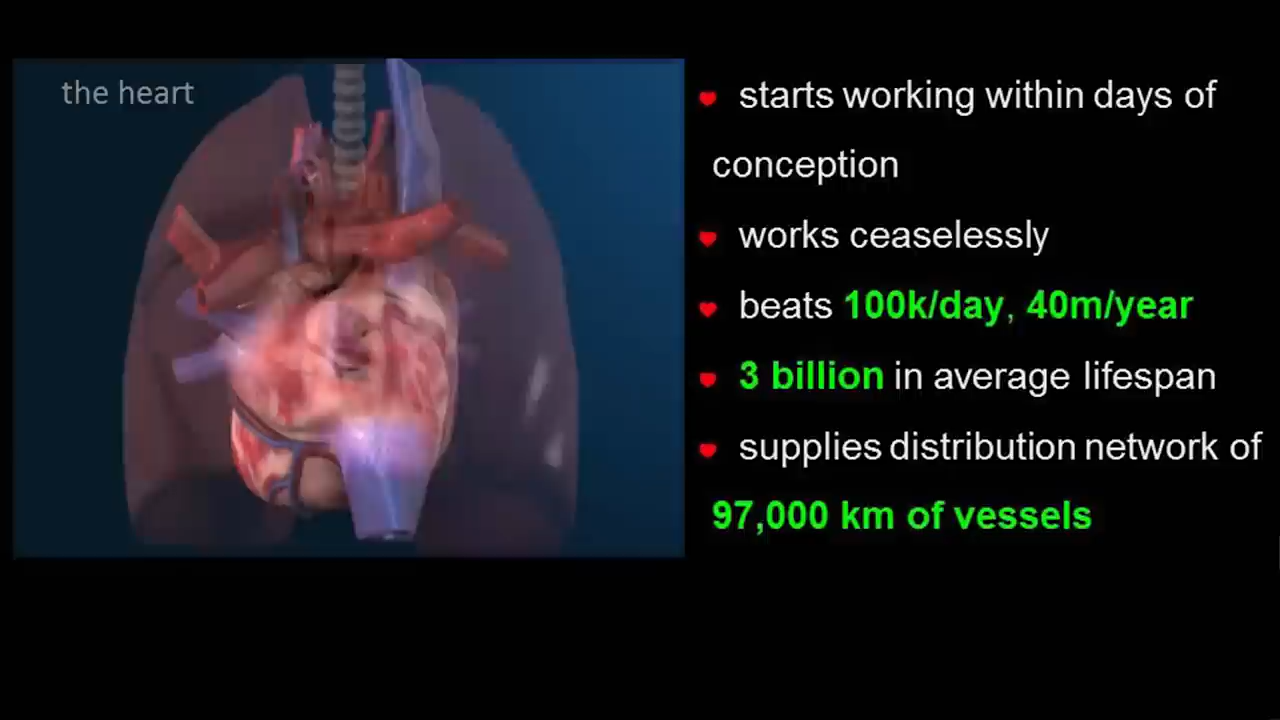 the heart
starts working within days of
conception
works ceaselessly
beats 100k/day, 40m/year
3 billion in average lifespan
supplies distribution network of
97,000 km of vessels